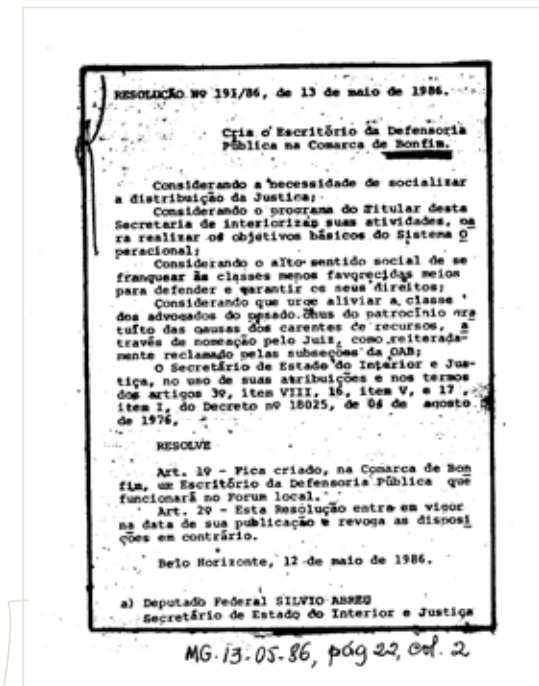 RESOLUÇÃO Nº 191/86, de 13 de maio de 1986.
Cria o Escritório da Defensoria
Pública na Comarca de Bonfim.
Considerando a necessidade de socializar
a distribuição da Justiça;
Considerando o programa do Titular desta
Secretaria de interiorizar suas atividades, pa
ra realizar os objetivos básicos do Sistema O
peracional;
Considerando o alto sentido social de se
franquear às classes menos favorecidas meios
para defender e garantir os seus direitos;
Considerando que urge aliviar a classe
dos advogados do pesado ônus do patrocínio gra
tuito das causas dos carentes de recursos, a
través de nomeação pelo Juiz, como reiterada-
mente reclamado pelas subseções da OAB;
O Secretário de Estado do Interior e Jus-
tiça, no uso de suas atribuições e nos termos
dos artigos 39, item VIII, 16, item V, e 17,
item I, do Decreto nº 18025, de 04 de agosto
de 1976,
RESOLVE
Art. 1º - Fica criado, na Comarca de Bon
fim, um Escritório da Defensoria Pública que
funcionará no Forum local.
Art. 2º - Esta Resolução entra em vigor
na data de sua publicação e revoga as disposi
ções em contrário.
Belo Horizonte, 12 de maio de 1986.
a) Deputado Federal SILVIO ABREU
Secretário de Estado do Interior e Justiça
MG.13.05.86, pág 22, col. 2